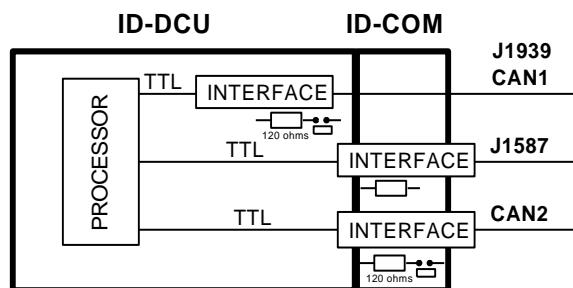 ID-DCU ID-COM
J1939
CAN1
TTL
INTERFACE
120 ohms
PROCESSOR
TTL
INTERFACE
J1587
TTL
INTERFACE
CAN2
120 ohms